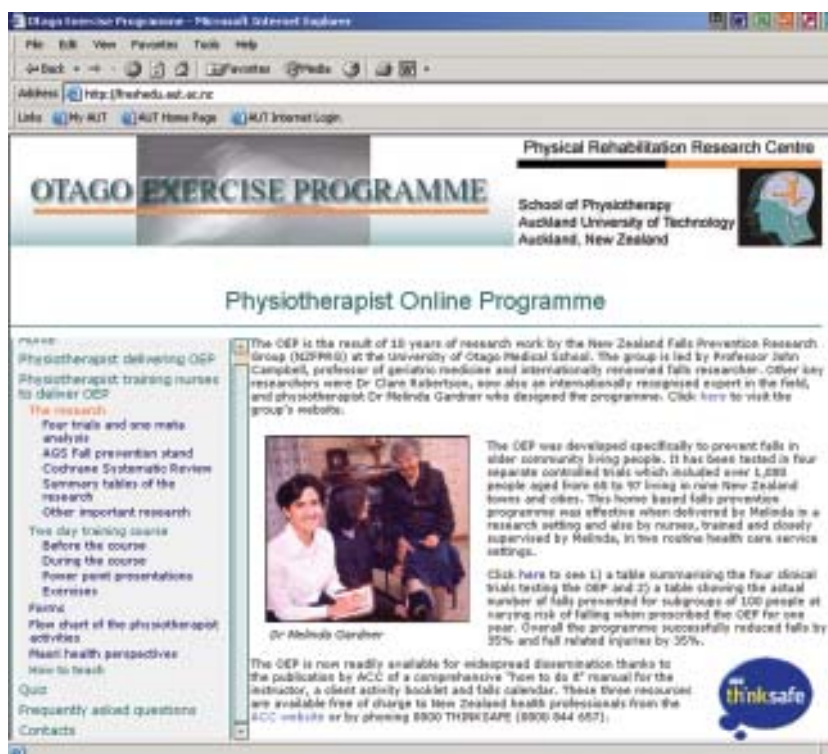 Otago Exercise Programme - Microsoft Internet Explorer
File Edit View Favorites Tools Help
Back Favorites Media
Address http://freshedu.aut.ac.nz
Links My AUT AUT Home Page AUT Internet Login
OTAGO EXERCISE PROGRAMME
Physical Rehabilitation Research Centre
School of Physiotherapy
Auckland University of Technology
Auckland, New Zealand
Physiotherapist Online Programme
Home
Physiotherapist delivering OEP
Physiotherapist training nurses
to deliver OEP
The research
Four trials and one meta
analysis
AGS Fall prevention stand
Cochrane Systematic Review
Summary tables of the
research
Other important research
Two day training course
Before the course
During the course
Power point presentations
Exercises
Forms
Flow chart of the physiotherapist
activities
Maori health perspectives
How to teach
Quiz
Frequently asked questions
Contacts
The OEP is the result of 10 years of research work by the New Zealand Falls Prevention Research
Group (NZFPRG) at the University of Otago Medical School. The group is led by Professor John
Campbell, professor of geriatric medicine and internationally renowned falls researcher. Other key
researchers were Dr Clare Robertson, now also an internationally recognised expert in the field,
and physiotherapist Dr Melinda Gardner who designed the programme. Click here to visit the
group's website.
The OEP was developed specifically to prevent falls in
older community living people. It has been tested in four
separate controlled trials which included over
people aged from 65 to 97 living in nine New Zealand
towns and cities. This home based falls prevention
programme was effective when delivered by Melinda in a
research setting and also by nurses, trained and closely
supervised by Melinda, in two routine health care service
settings.
Click here to see 1) a table summarising the four clinical
trials testing the OEP and 2) a table showing the actual
number of falls prevented for subgroups of 100 people at
varying risk of falling when prescribed the OEP for one
year. Overall the programme successfully reduced falls by
35% and fall related injuries by 35%.
Dr Melinda Gardner
The OEP is now readily available for widespread dissemination thanks to
the publication by ACC of a comprehensive "how to do it" manual for the
instructor, a client activity booklet and falls calendar. These three resources
are available free of charge to New Zealand health professionals from the
ACC website or by phoning 0800 THINKSAFE (0800 844 657).
thinksafe